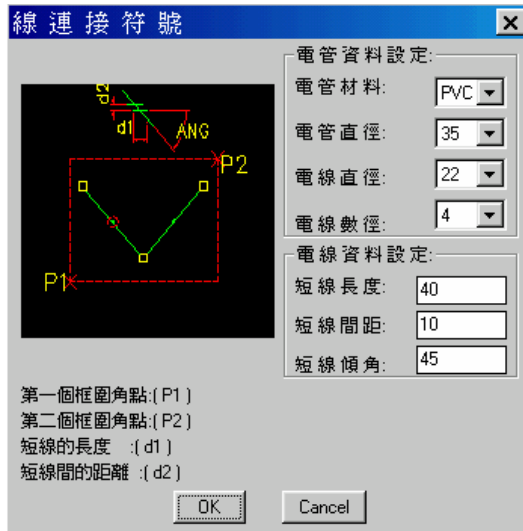 線連接符號
d2
d1
ANG
P2
P1
電管資料設定:
電管材料: PVC
電管直徑: 35
電線直徑: 22
電線數徑: 4
電線資料設定:
短線長度: 40
短線間距: 10
短線傾角: 45
第一個框圍角點:(P1)
第二個框圍角點:(P2)
短線的長度 :(d1)
短線間的距離 :(d2)
OK Cancel